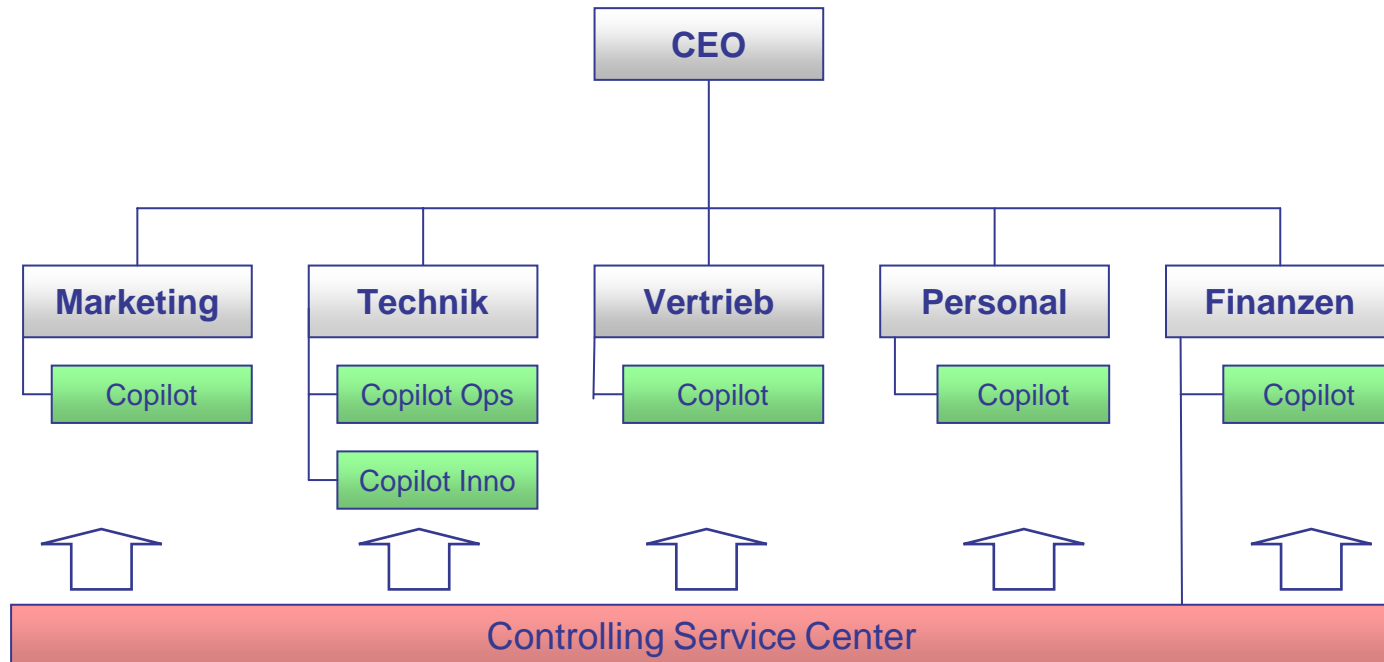 CEO
Marketing
Technik
Vertrieb
Personal
Finanzen
Copilot
Copilot Ops
Copilot
Copilot
Copilot
Copilot Inno
Controlling Service Center